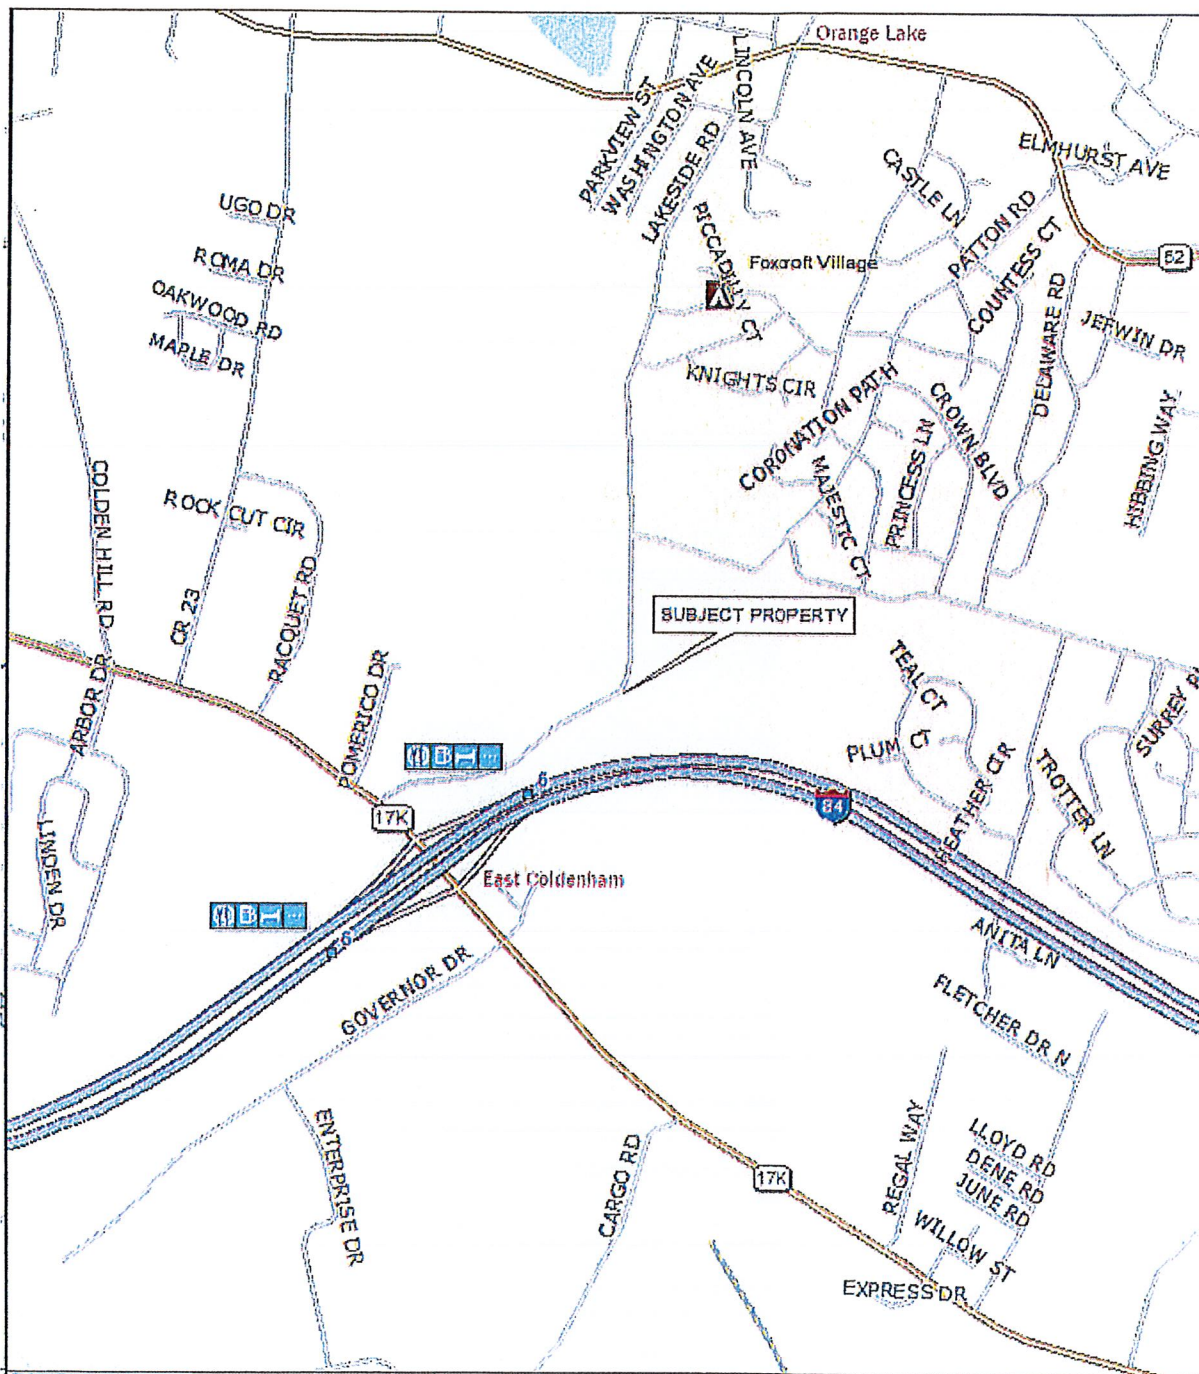 Orange Lake
LINCOLN AVE
PARKVIEW ST
WASHINGTON AVE
LAKESIDE RD
ELMHURST AVE
CASTLE LN
PATTON RD
COUNTESS CT
UGO DR
PICCADILLY CT
52
ROMA DR
Foxcroft Village
OAKWOOD RD
DELAWARE RD
JEFWIN DR
MAPLE DR
KNIGHTS CIR
CORONATION PATH
CROWN BLVD
HIBBING WAY
PRINCESS LN
MAJESTIC CT
COLDEN HILL RD
ROCK CUT CIR
RACQUET RD
CR 23
SUBJECT PROPERTY
ARBOR DR
POMERICO DR
TEAL CT
SURREY
PLUM CT
HEATHER CIR
TROTTER LN
6
84
17K
LINDEN DR
East Coldenham
6
ANITA LN
GOVERNOR DR
FLETCHER DR N
ENTERPRISE DR
CARGO RD
REGAL WAY
LLOYD RD
DENE RD
JUNE RD
17K
WILLOW ST
EXPRESS DR